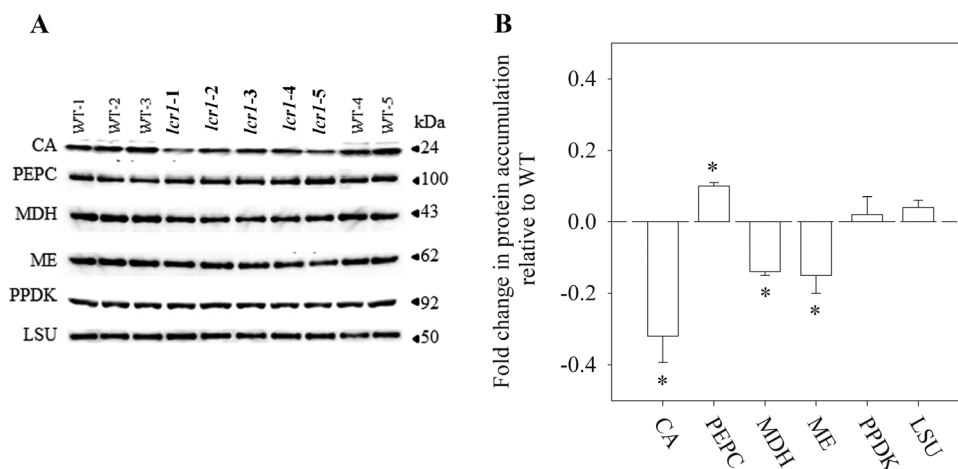 A
WT-1 WT-2 WT-3 lcr1-1 lcr1-2 lcr1-3 lcr1-4 lcr1-5 WT-4 WT-5 kDa
CA 24
PEPC 100
MDH 43
ME 62
PPDK 92
LSU 50
B
Fold change in protein accumulation
relative to WT
0.4
0.2
0.0
-0.2
-0.4
*
*
*
*
CA PEPC MDH ME PPDK LSU